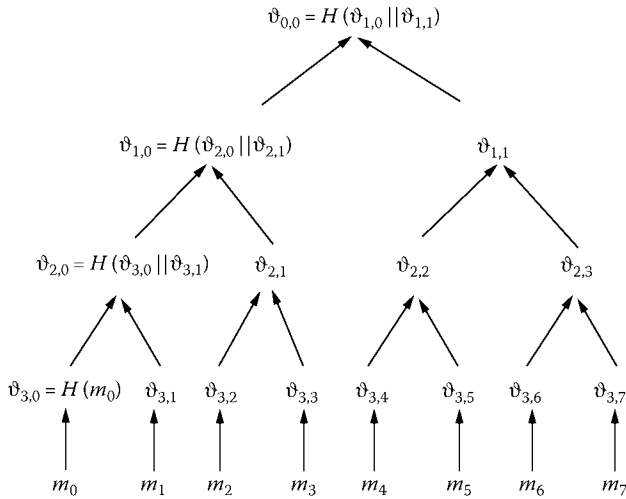 ϑ0,0 = H (ϑ1,0 ||ϑ1,1)
ϑ1,0 = H (ϑ2,0 ||ϑ2,1) ϑ1,1
ϑ2,0 = H (ϑ3,0 ||ϑ3,1) ϑ2,1 ϑ2,2 ϑ2,3
ϑ3,0 = H (m0) ϑ3,1 ϑ3,2 ϑ3,3 ϑ3,4 ϑ3,5 ϑ3,6 ϑ3,7
m0 m1 m2 m3 m4 m5 m6 m7